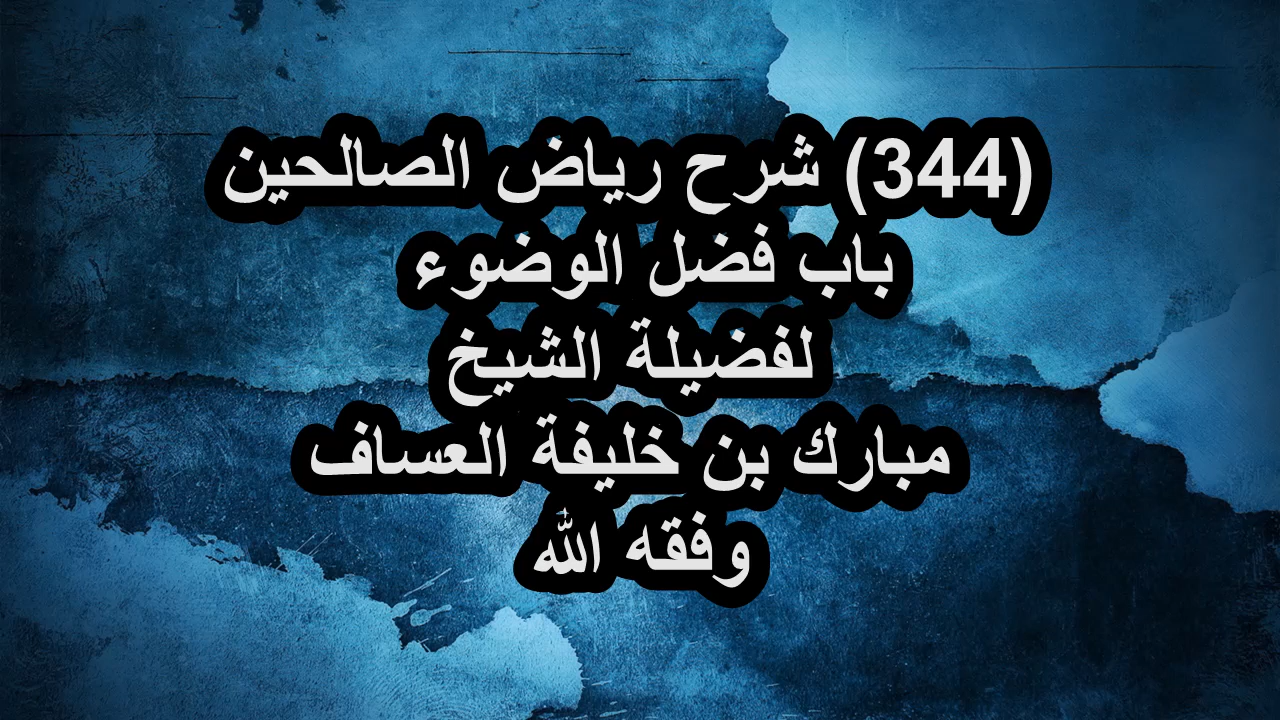 (344) شرح رياض الصالحين
باب فضل الوضوء
لفضيلة الشيخ
مبارك بن خليفة العساف
وفقه الله